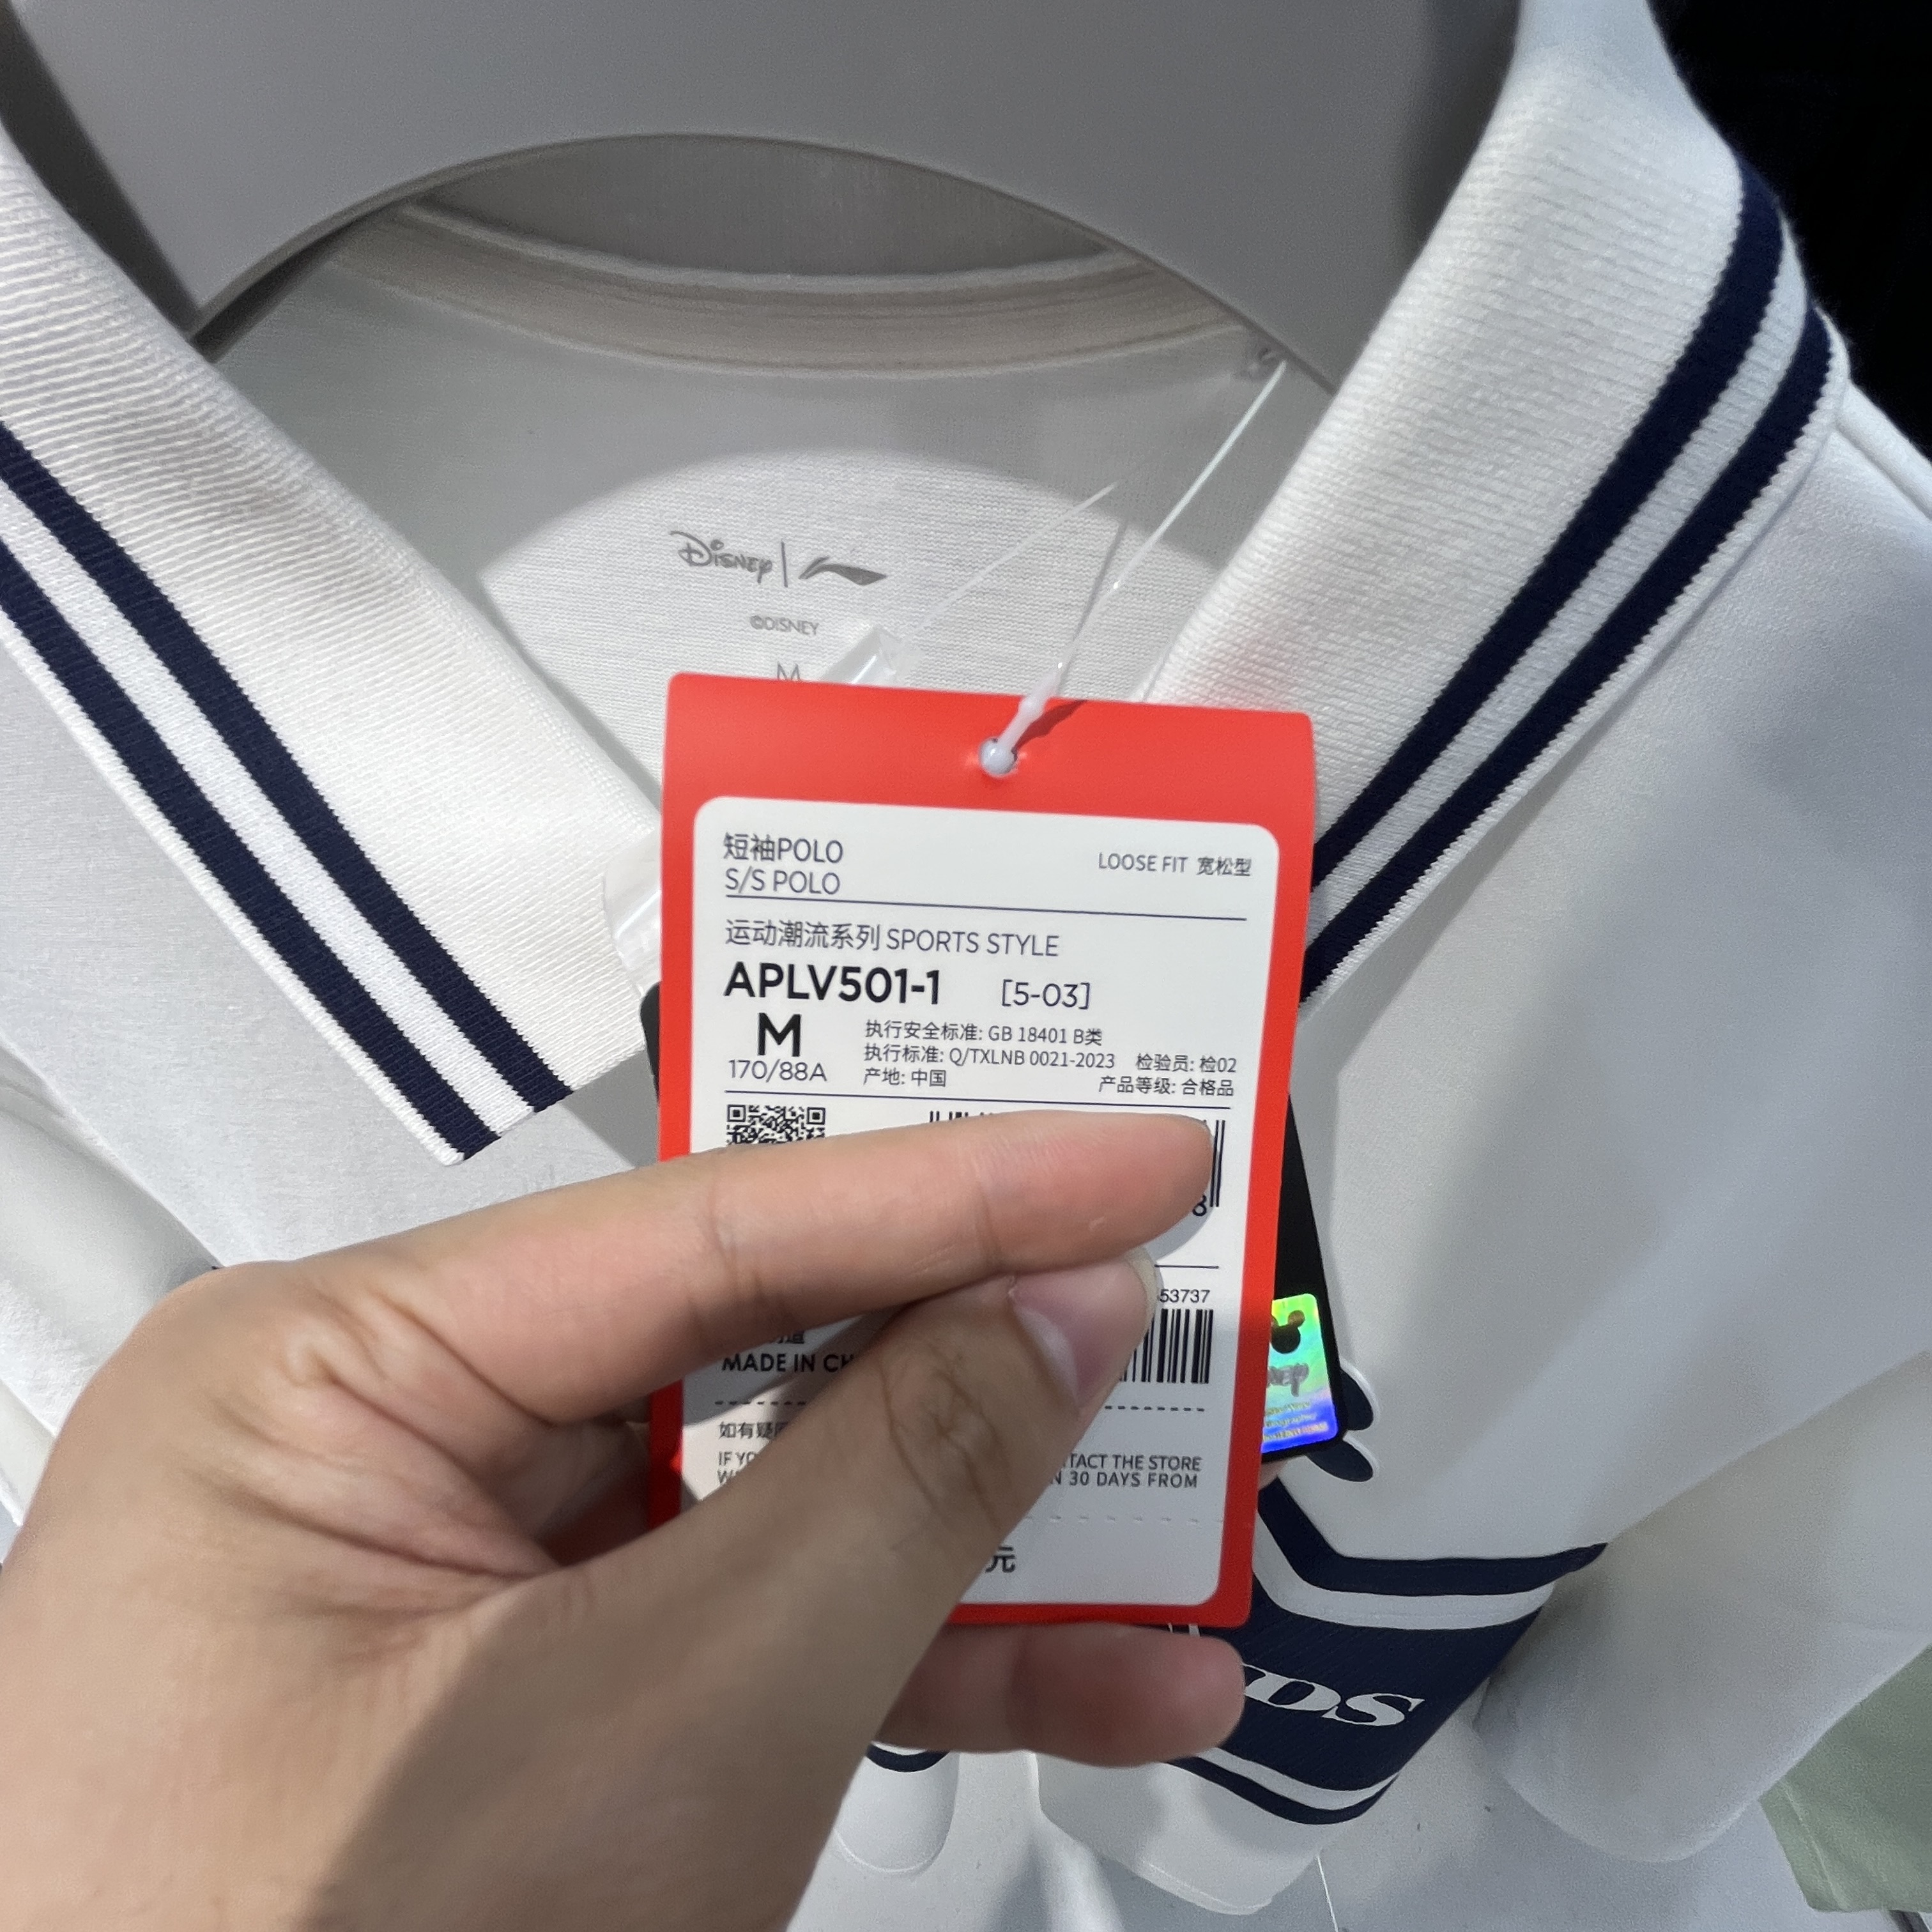 Disney
©DISNEY
M
短袖POLO
S/S POLO
LOOSE FIT 宽松型
运动潮流系列 SPORTS STYLE
APLV501-1 [5-03]
M
170/88A
执行安全标准: GB 18401 B类
执行标准: Q/TXLNB 0021-2023 检验员: 检02
产地: 中国 产品等级: 合格品
8
53737
MADE IN CH
如有疑
IF YO
TACT THE STORE
N 30 DAYS FROM
元
DS